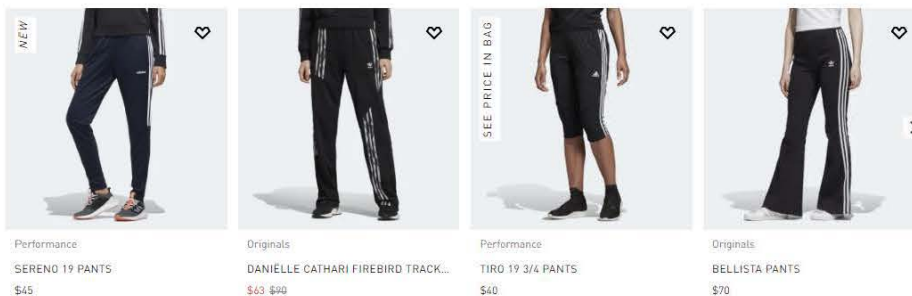 NEW
SEE PRICE IN BAG
Performance
SERENO 19 PANTS
$45
Originals
DANIËLLE CATHARI FIREBIRD TRACK...
$63 $90
Performance
TIRO 19 3/4 PANTS
$40
Originals
BELLISTA PANTS
$70